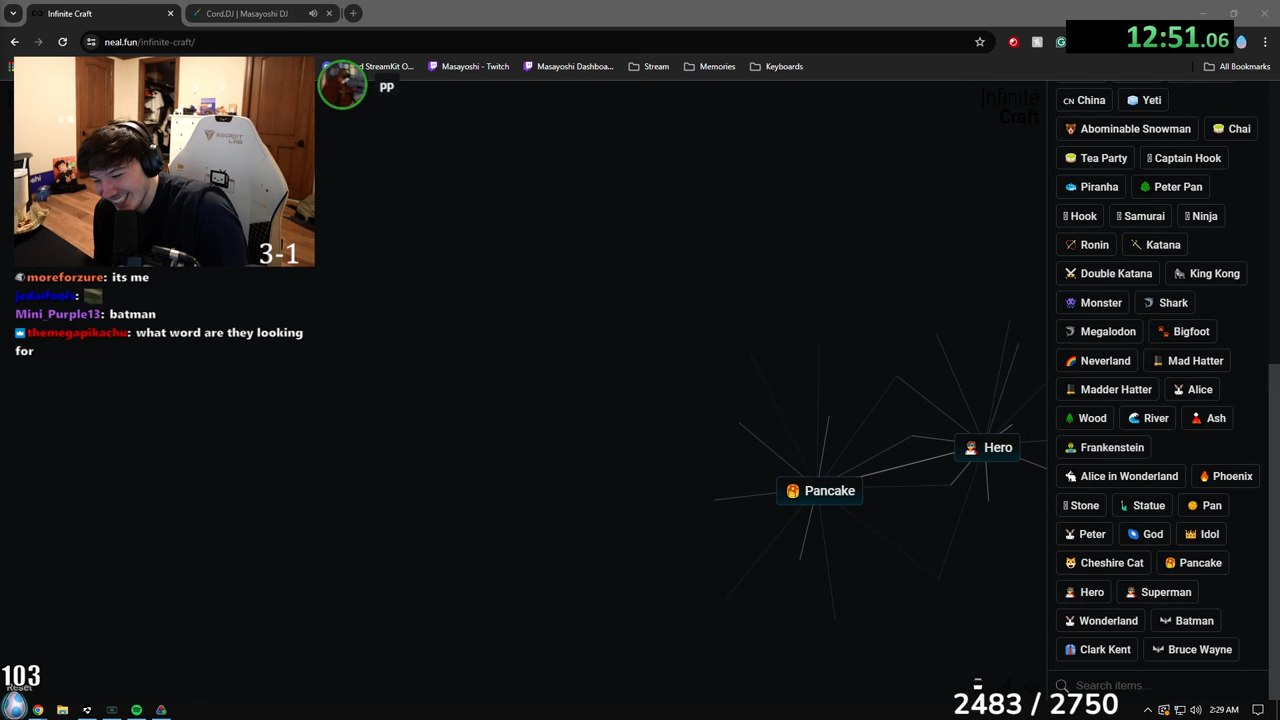 Infinite Craft
Cord.DJ | Masayoshi DJ
12:51.06
neal.fun/infinite-craft/
d StreamKit O...
Masayoshi - Twitch
Masayoshi Dashboa...
Stream
Memories
Keyboards
All Bookmarks
pp
SECRET LAB
3-1
moreforzure: its me
jedaifools:
Mini_Purple13: batman
themegapikachu: what word are they looking
for
Infinite
Craft
CN China
Yeti
Abominable Snowman
Chai
Tea Party
Captain Hook
Piranha
Peter Pan
Hook
Samurai
Ninja
Ronin
Katana
Double Katana
King Kong
Monster
Shark
Megalodon
Bigfoot
Neverland
Mad Hatter
Madder Hatter
Alice
Wood
River
Ash
Frankenstein
Alice in Wonderland
Phoenix
Stone
Statue
Pan
Peter
God
Idol
Cheshire Cat
Pancake
Hero
Superman
Wonderland
Batman
Clark Kent
Bruce Wayne
Search items...
Hero
Pancake
103
Reset
2483 / 2750
2:29 AM